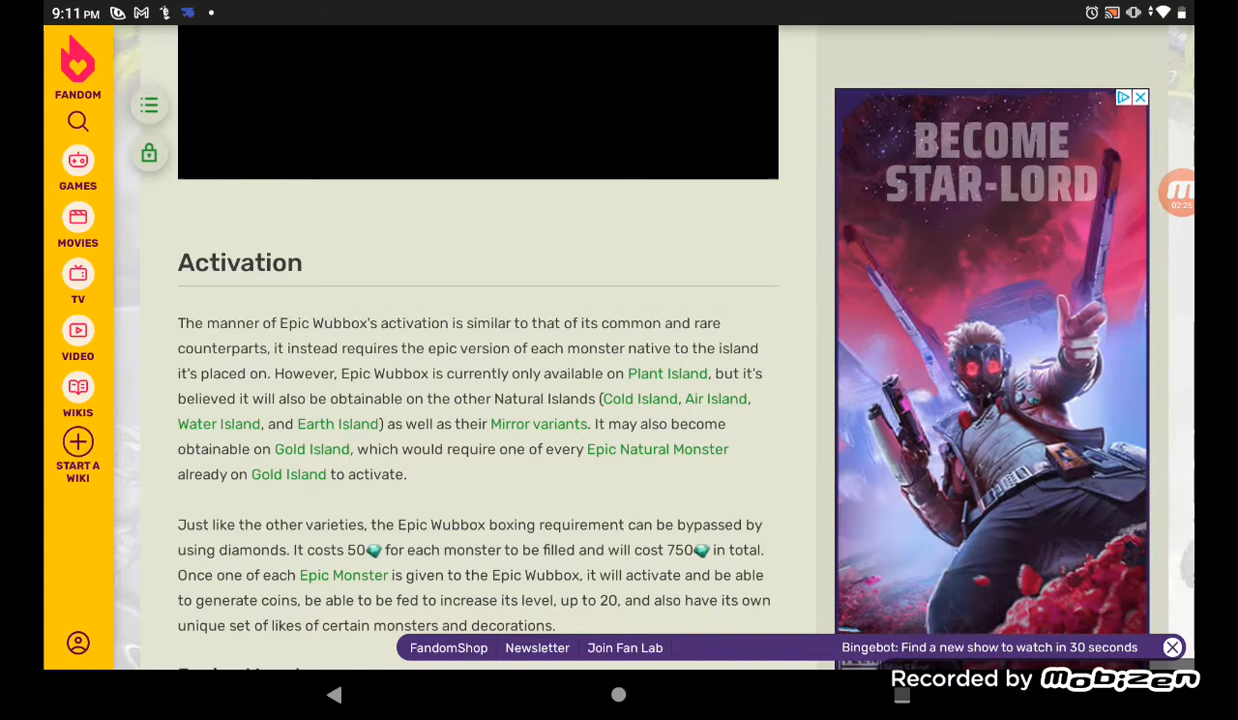 9:11 PM
FANDOM
GAMES
MOVIES
TV
VIDEO
WIKIS
START A
WIKI
Activation
The manner of Epic Wubbox's activation is similar to that of its common and rare
counterparts, it instead requires the epic version of each monster native to the island
it's placed on. However, Epic Wubbox is currently only available on Plant Island, but it's
believed it will also be obtainable on the other Natural Islands (Cold Island, Air Island,
Water Island, and Earth Island) as well as their Mirror variants. It may also become
obtainable on Gold Island, which would require one of every Epic Natural Monster
already on Gold Island to activate.
Just like the other varieties, the Epic Wubbox boxing requirement can be bypassed by
using diamonds. It costs 50 for each monster to be filled and will cost 750 in total.
Once one of each Epic Monster is given to the Epic Wubbox, it will activate and be able
to generate coins, be able to be fed to increase its level, up to 20, and also have its own
unique set of likes of certain monsters and decorations.
BECOME
STAR-LORD
02:26
FandomShop Newsletter Join Fan Lab Bingebot: Find a new show to watch in 30 seconds
Recorded by mobizen